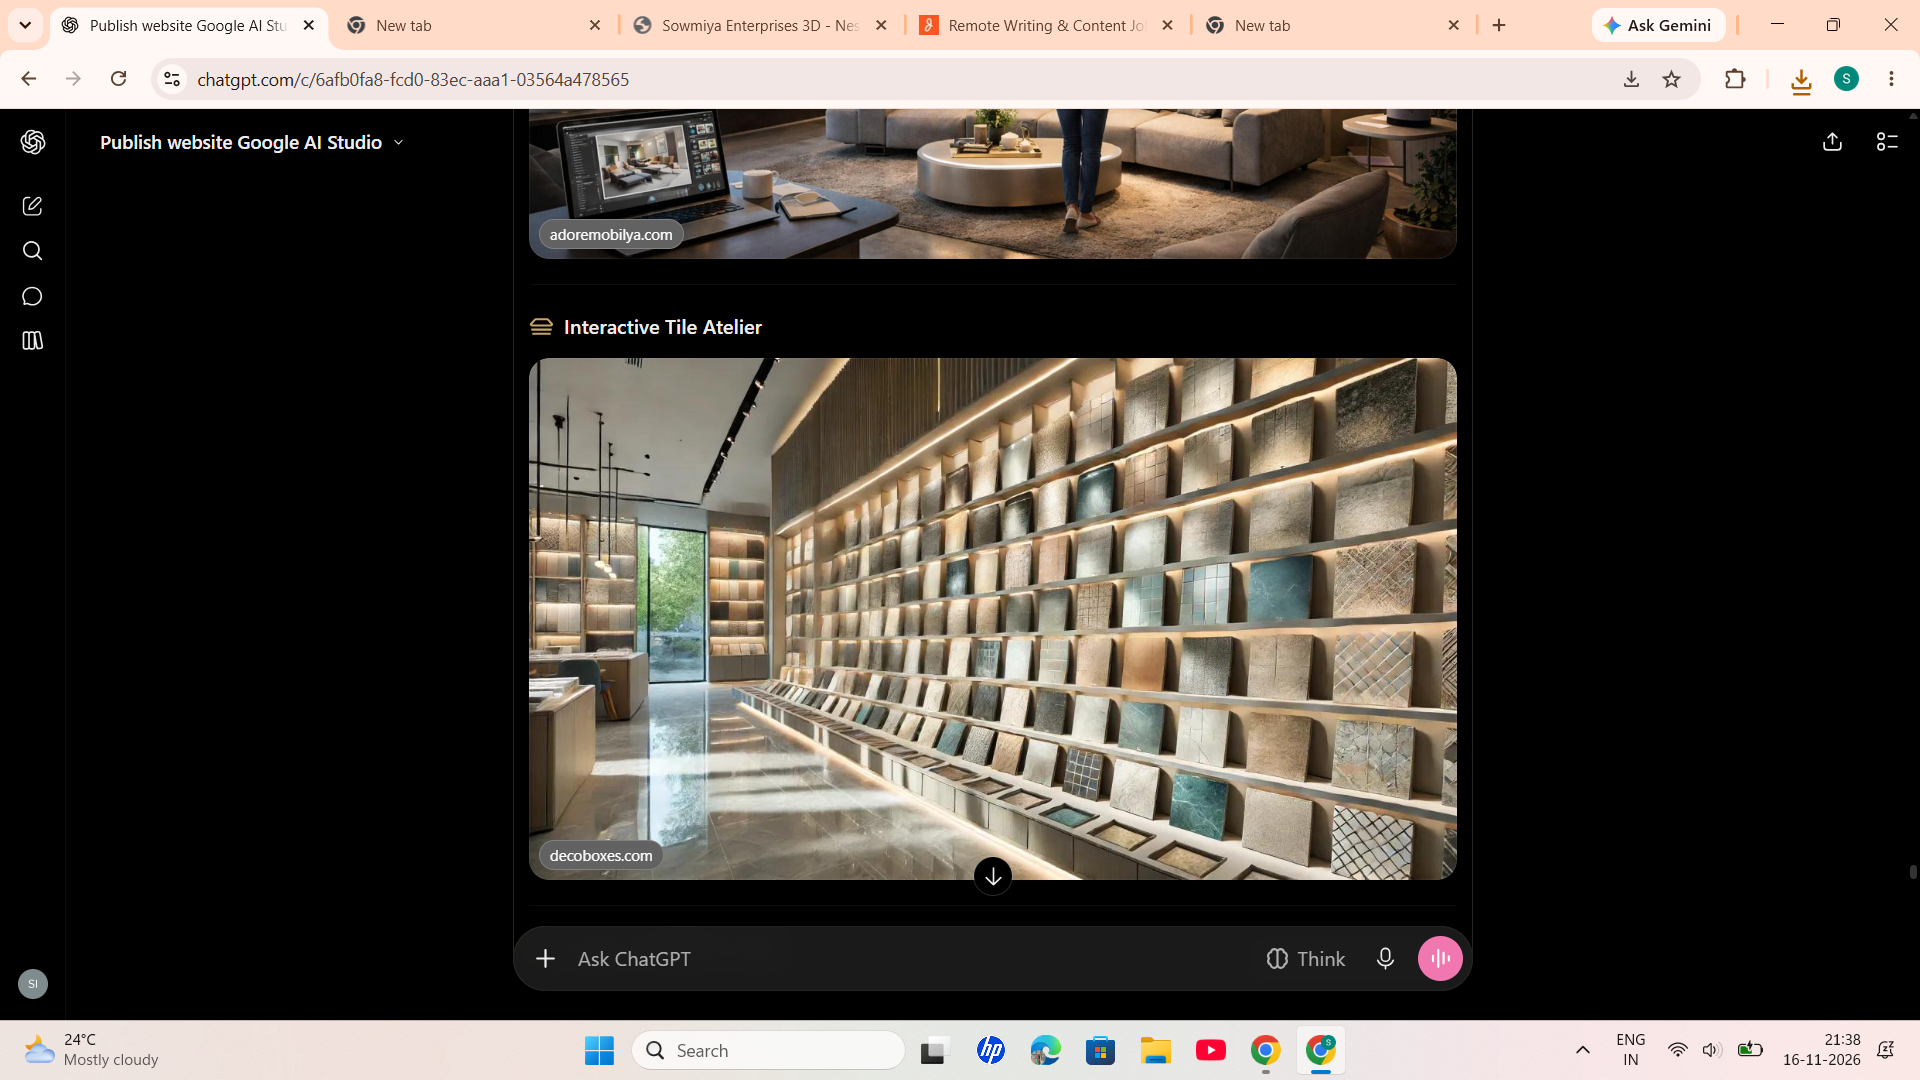 Publish website Google AI Stu
New tab
Sowmiya Enterprises 3D - Nes
Remote Writing & Content Jo
New tab
Ask Gemini
chatgpt.com/c/6afb0fa8-fcd0-83ec-aaa1-03564a478565
S
Publish website Google AI Studio
adoremobilya.com
Interactive Tile Atelier
decoboxes.com
Ask ChatGPT
Think
SI
24°C
Mostly cloudy
Search
ENG
IN
21:38
16-11-2026